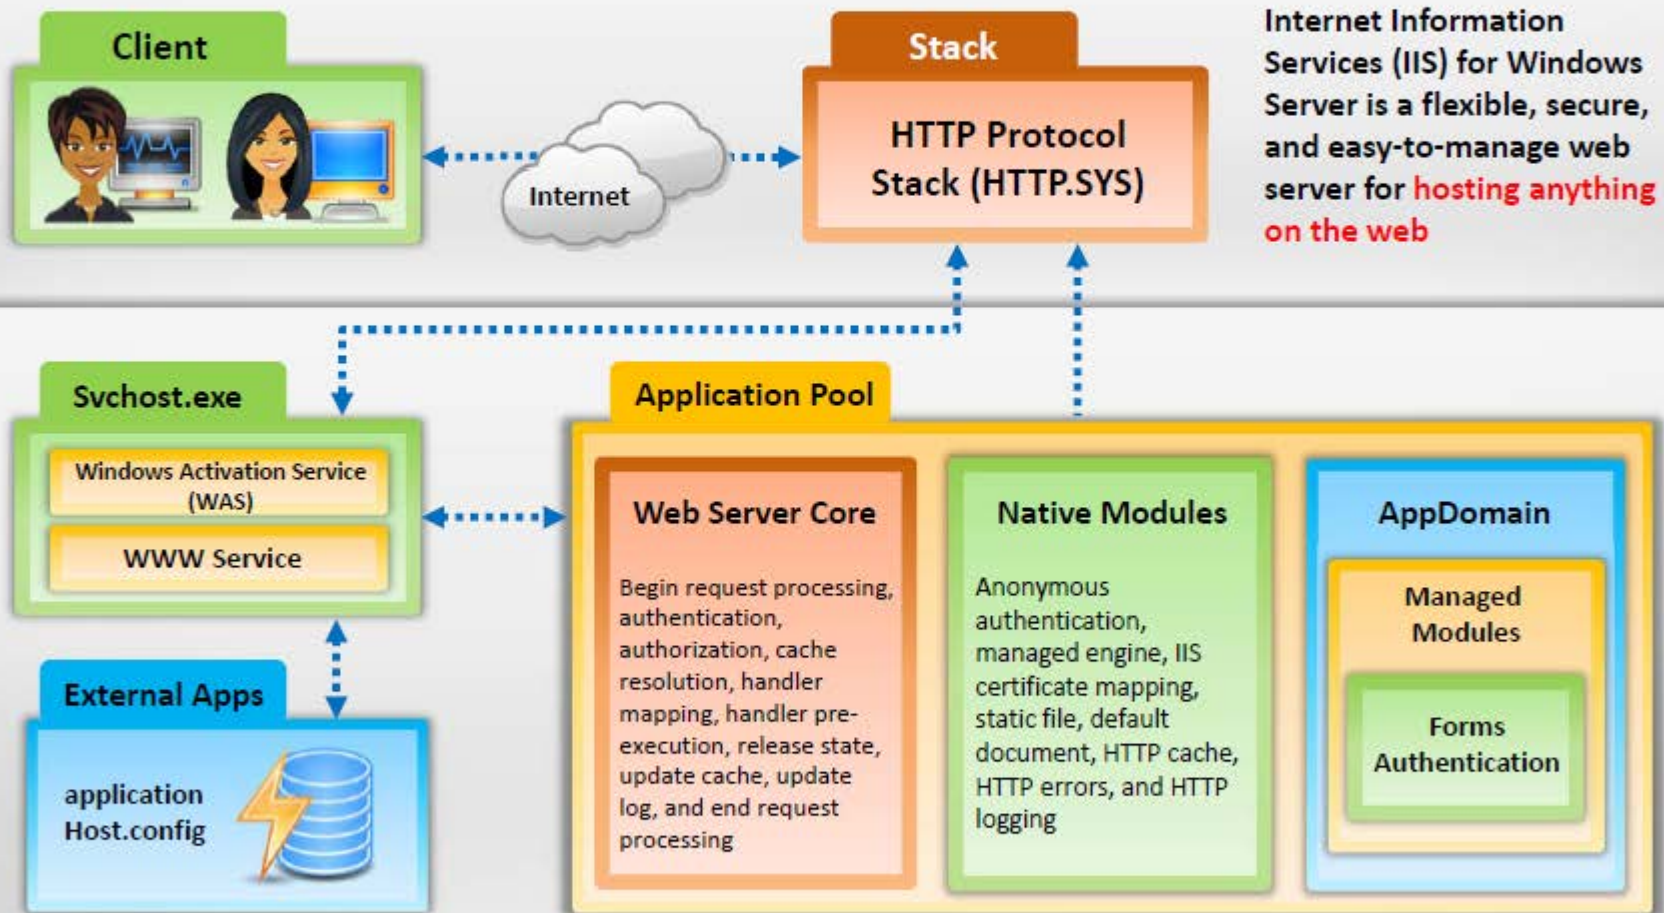 Client
Internet
Stack
HTTP Protocol
Stack (HTTP.SYS)
Internet Information
Services (IIS) for Windows
Server is a flexible, secure,
and easy-to-manage web
server for hosting anything
on the web
Svchost.exe
Windows Activation Service
(WAS)
WWW Service
External Apps
application
Host.config
Application Pool
Web Server Core
Begin request processing,
authentication,
authorization, cache
resolution, handler
mapping, handler pre-
execution, release state,
update cache, update
log, and end request
processing
Native Modules
Anonymous
authentication,
managed engine, IIS
certificate mapping,
static file, default
document, HTTP cache,
HTTP errors, and HTTP
logging
AppDomain
Managed
Modules
Forms
Authentication